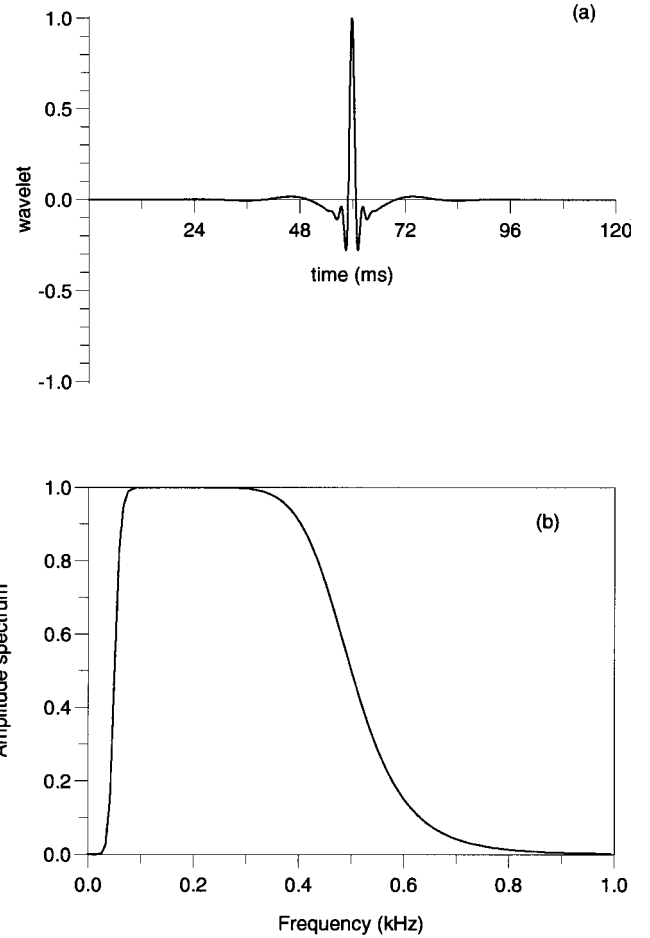 (a)
1.0
0.5
0.0
-0.5
-1.0
wavelet
24 48 72 96 120
time (ms)
(b)
1.0
0.8
0.6
0.4
0.2
0.0
Amplitude spectrum
0.0 0.2 0.4 0.6 0.8 1.0
Frequency (kHz)